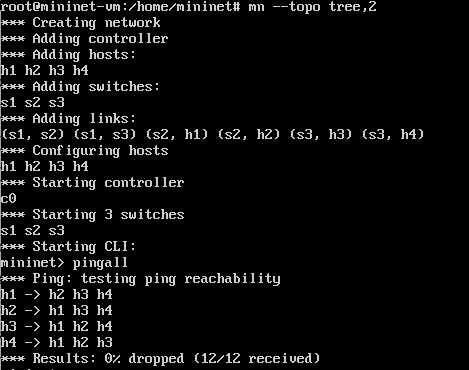 root@mininet-vm:/home/mininet# mn --topo tree,2
*** Creating network
*** Adding controller
*** Adding hosts:
h1 h2 h3 h4
*** Adding switches:
s1 s2 s3
*** Adding links:
(s1, s2) (s1, s3) (s2, h1) (s2, h2) (s3, h3) (s3, h4)
*** Configuring hosts
h1 h2 h3 h4
*** Starting controller
c0
*** Starting 3 switches
s1 s2 s3
*** Starting CLI:
mininet> pingall
*** Ping: testing ping reachability
h1 -> h2 h3 h4
h2 -> h1 h3 h4
h3 -> h1 h2 h4
h4 -> h1 h2 h3
*** Results: 0% dropped (12/12 received)